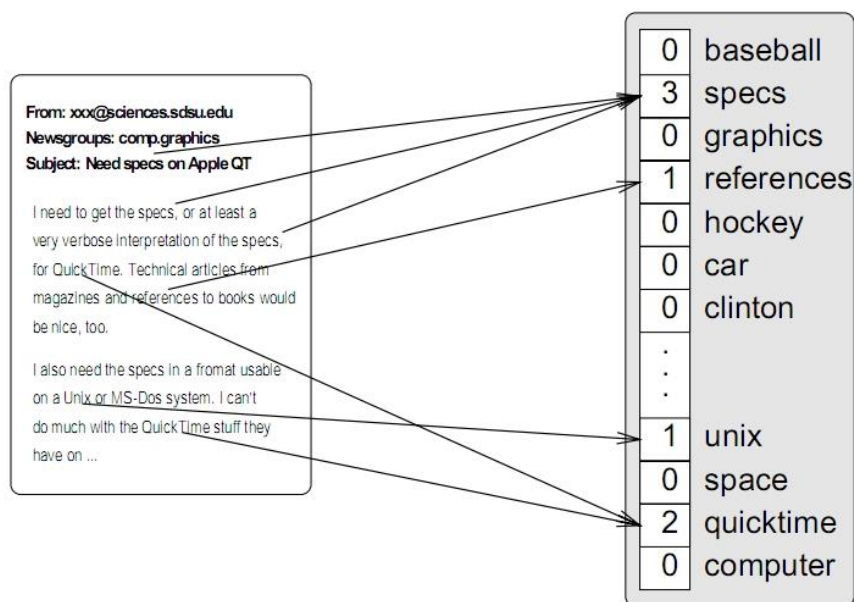 From: xxx@sciences.sdsu.edu
Newsgroups: comp.graphics
Subject: Need specs on Apple QT
I need to get the specs, or at least a
very verbose interpretation of the specs,
for QuickTime. Technical articles from
magazines and references to books would
be nice, too.
I also need the specs in a fromat usable
on a Unix or MS-Dos system. I can't
do much with the QuickTime stuff they
have on ...
0 baseball
3 specs
0 graphics
1 references
0 hockey
0 car
0 clinton
.
.
.
1 unix
0 space
2 quicktime
0 computer